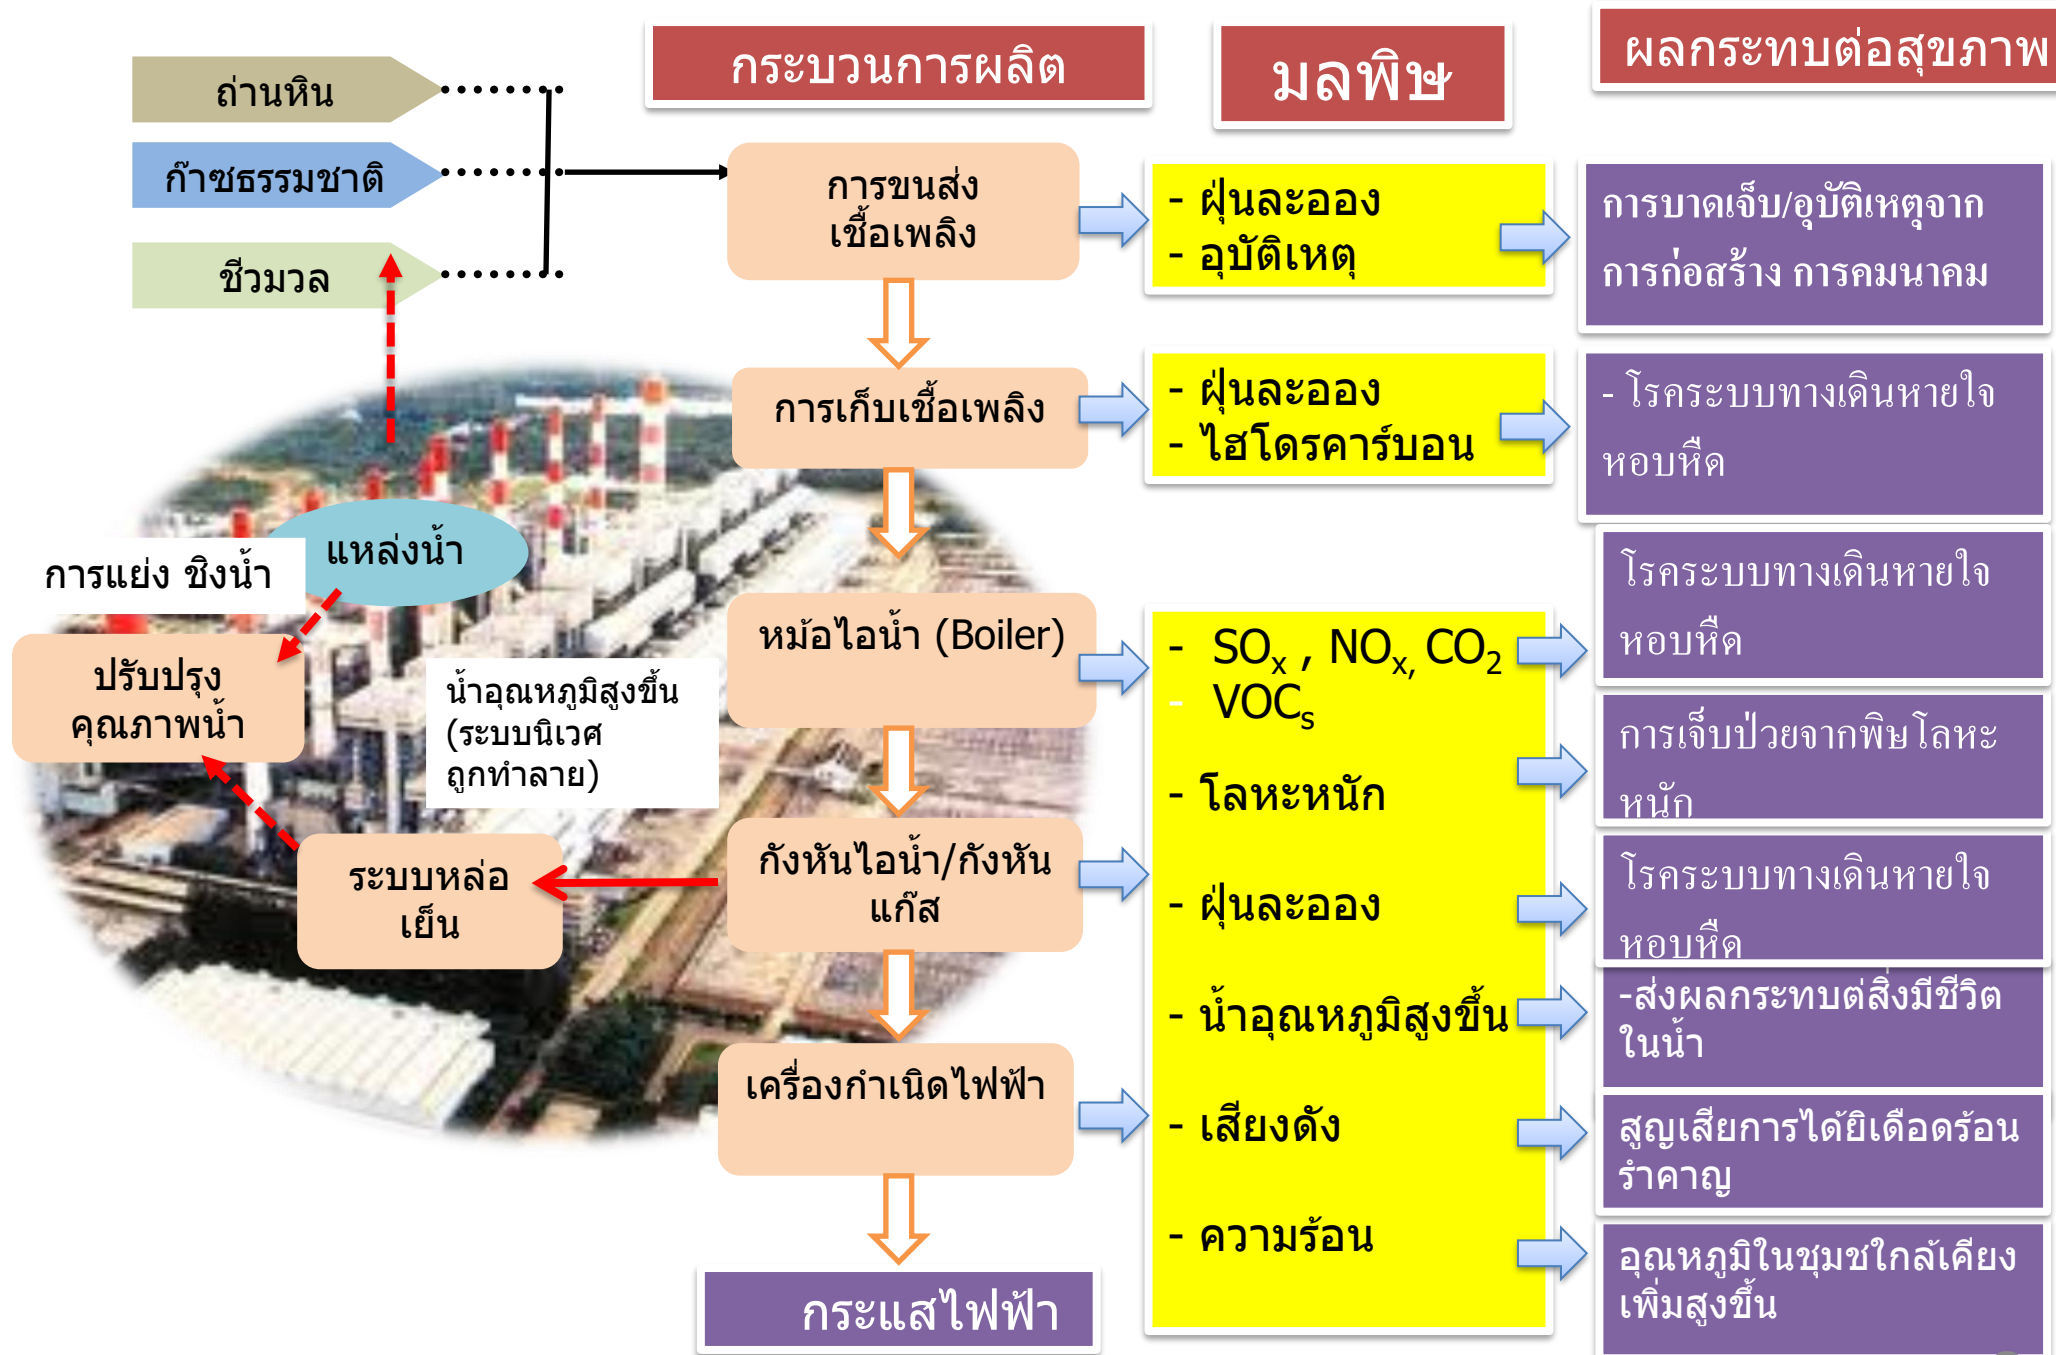 กระบวนการผลิต
มลพิษ
ผลกระทบต่อสุขภาพ
ถ่านหิน
ก๊าซธรรมชาติ
ชีวมวล
การขนส่ง
เชื้อเพลิง
- ฝุ่นละออง
- อุบัติเหตุ
การบาดเจ็บ/อุบัติเหตุจาก
การก่อสร้าง การคมนาคม
การเก็บเชื้อเพลิง
- ฝุ่นละออง
- ไฮโดรคาร์บอน
- โรคระบบทางเดินหายใจ
หอบหืด
แหล่งน้ำ
การแย่ง ชิงน้ำ
ปรับปรุง
คุณภาพน้ำ
น้ำอุณหภูมิสูงขึ้น
(ระบบนิเวศ
ถูกทำลาย)
ระบบหล่อ
เย็น
หม้อไอน้ำ (Boiler)
กังหันไอน้ำ/กังหัน
แก๊ส
เครื่องกำเนิดไฟฟ้า
กระแสไฟฟ้า
- SOx , NOx, CO2
- VOCs
- โลหะหนัก
- ฝุ่นละออง
- น้ำอุณหภูมิสูงขึ้น
- เสียงดัง
- ความร้อน
โรคระบบทางเดินหายใจ
หอบหืด
การเจ็บป่วยจากพิษโลหะ
หนัก
โรคระบบทางเดินหายใจ
หอบหืด
-ส่งผลกระทบต่สิ่งมีชีวิต
ในน้ำ
สูญเสียการได้ยิเดือดร้อน
รำคาญ
อุณหภูมิในชุมชใกล้เคียง
เพิ่มสูงขึ้น